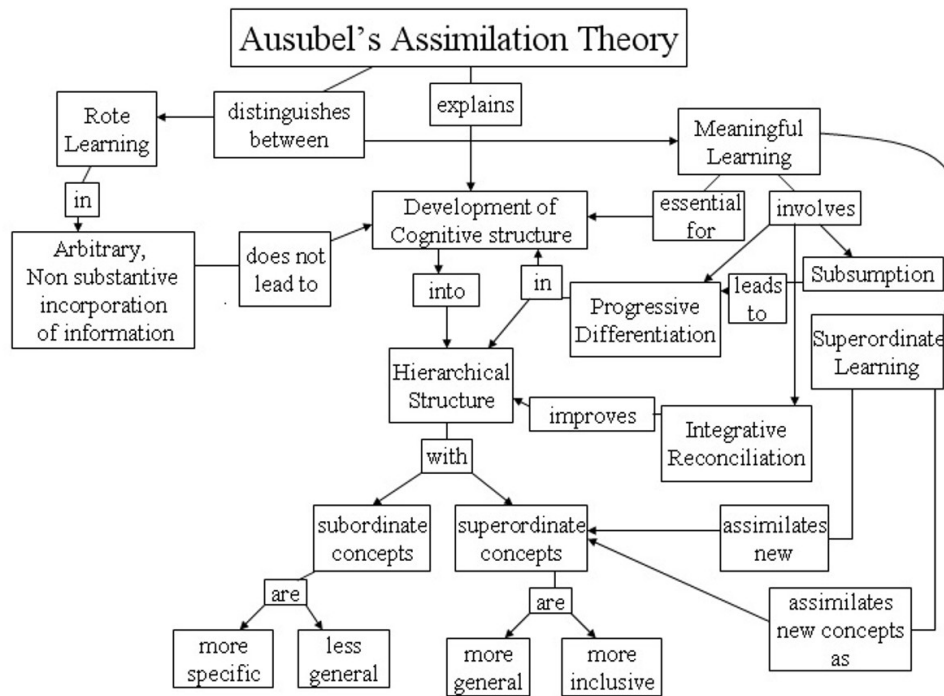 Ausubel's Assimilation Theory
Rote
Learning
distinguishes
between
explains
Meaningful
Learning
in
Development of
Cognitive structure
essential
for
involves
Arbitrary,
Non substantive
incorporation
of information
does not
lead to
into
in
Progressive
Differentiation
leads
to
Subsumption
Superordinate
Learning
Hierarchical
Structure
improves
Integrative
Reconciliation
with
subordinate
concepts
superordinate
concepts
assimilates
new
are
are
assimilates
new concepts
as
more
specific
less
general
more
general
more
inclusive